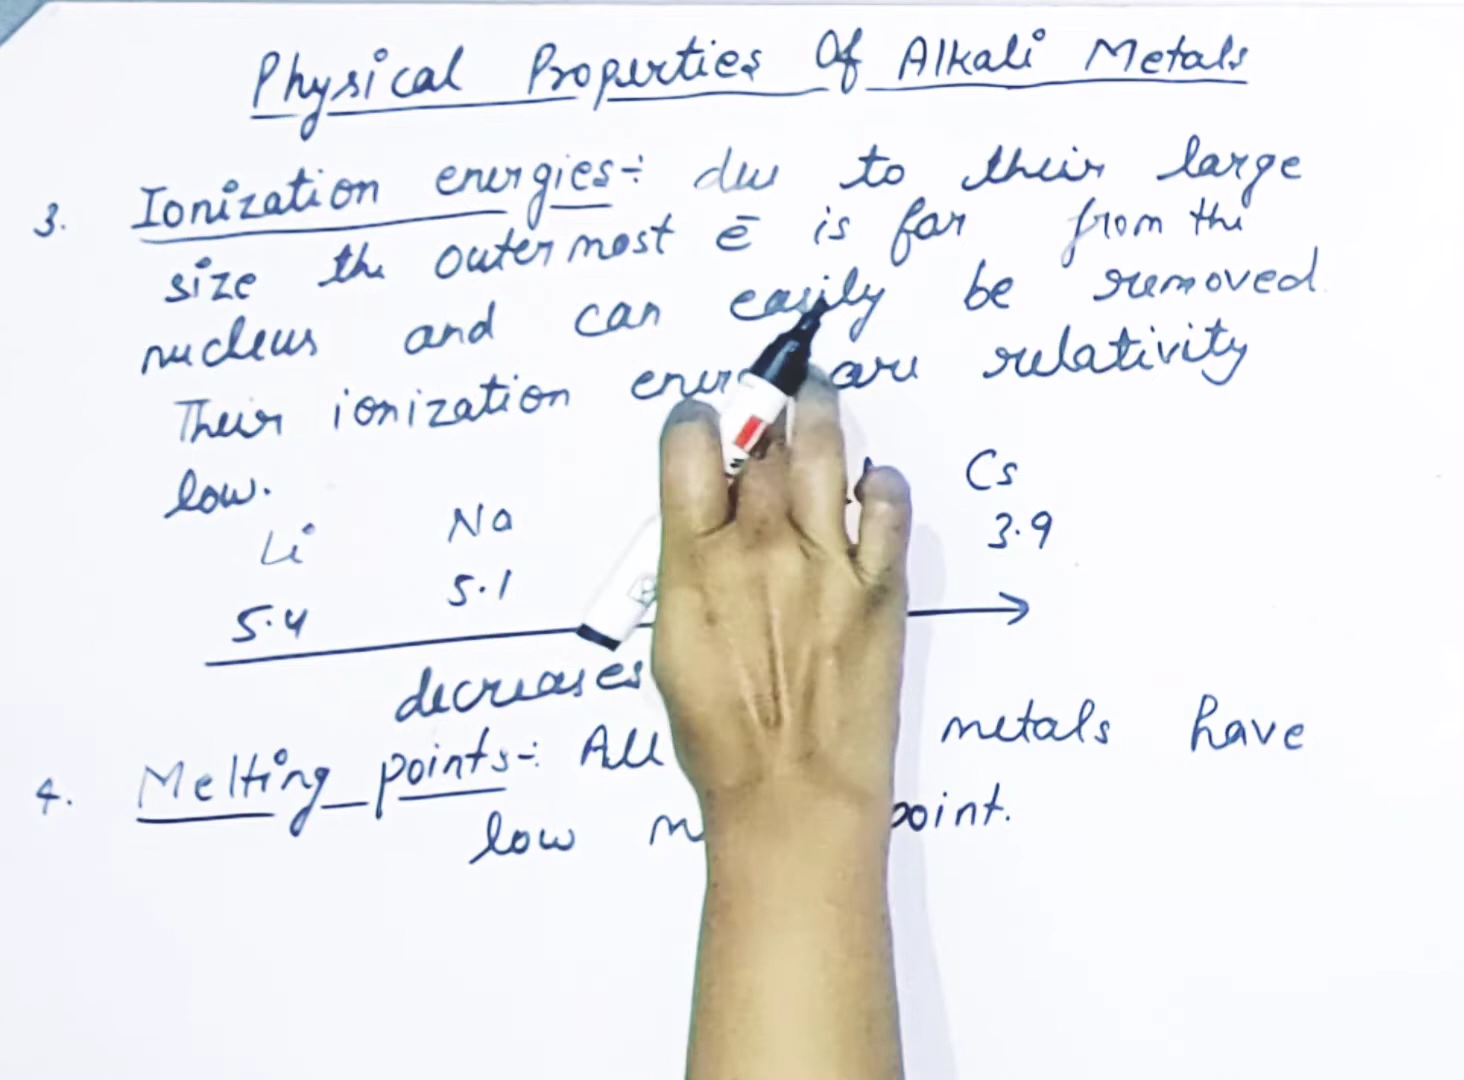 Physical Properties Of Alkali Metals
3. Ionization energies÷ due to their large
size the outermost ē is far from the
nucleus and can easily be removed
Their ionization are relativity
low.
Li Na Cs
5.4 5.1 3.9
decreases
4. Melting points÷ All metals have
low point.